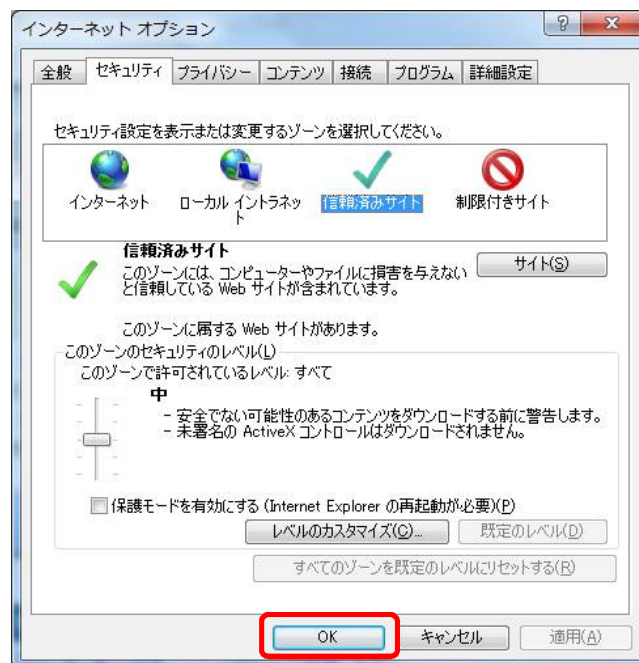 インターネット オプション
全般 セキュリティ プライバシー コンテンツ 接続 プログラム 詳細設定
セキュリティ設定を表示または変更するゾーンを選択してください。
インターネット ローカル イントラネッ
ト 信頼済みサイト 制限付きサイト
信頼済みサイト
このゾーンには、コンピューターやファイルに損害を与えない
と信頼している Web サイトが含まれています。
サイト(S)
このゾーンに属する Web サイトがあります。
このゾーンのセキュリティのレベル(L)
このゾーンで許可されているレベル: すべて
中
- 安全でない可能性のあるコンテンツをダウンロードする前に警告します。
- 未署名の ActiveX コントロールはダウンロードされません。
保護モードを有効にする (Internet Explorer の再起動が必要)(P)
レベルのカスタマイズ(C)... 既定のレベル(D)
すべてのゾーンを既定のレベルにリセットする(R)
OK キャンセル 適用(A)